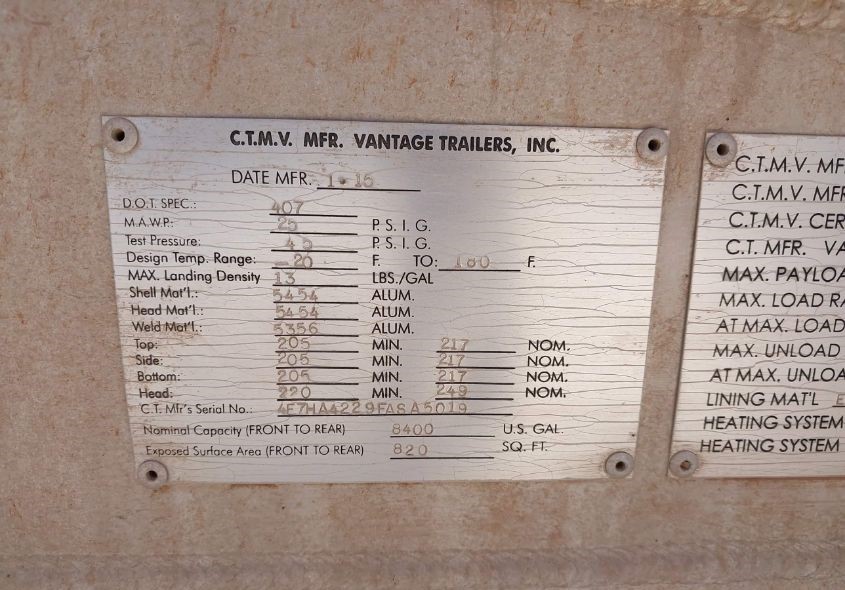 C.T.M.V. MFR. VANTAGE TRAILERS, INC.
DATE MFR. 1-15
D.O.T. SPEC.: 407
M.A.W.P.: 25 P. S. I. G.
Test Pressure: P. S. I. G.
Design Temp. Range: -20 F. TO: 180 F.
MAX. Landing Density 13 LBS./GAL
Shell Mat'l.: 5454 ALUM.
Head Mat'l.: 5454 ALUM.
Weld Mat'l.: 5356 ALUM.
Top: 205 MIN. 217 NOM.
Side: 205 MIN. 217 NOM.
Bottom: 205 MIN. 217 NOM.
Head: 220 MIN. 249 NOM.
C.T. Mfr's Serial No.: 4F7HA4229FASA5019
Nominal Capacity (FRONT TO REAR) 8400 U.S. GAL.
Exposed Surface Area (FRONT TO REAR) 820 SQ. FT.
C.T.M.V. MF
C.T.M.V. MFR
C.T.M.V. CER
C.T. MFR. VA
MAX. PAYLOA
MAX. LOAD RA
AT MAX. LOAD
MAX. UNLOAD
AT MAX. UNLOA
LINING MAT'L
HEATING SYSTEM
HEATING SYSTEM